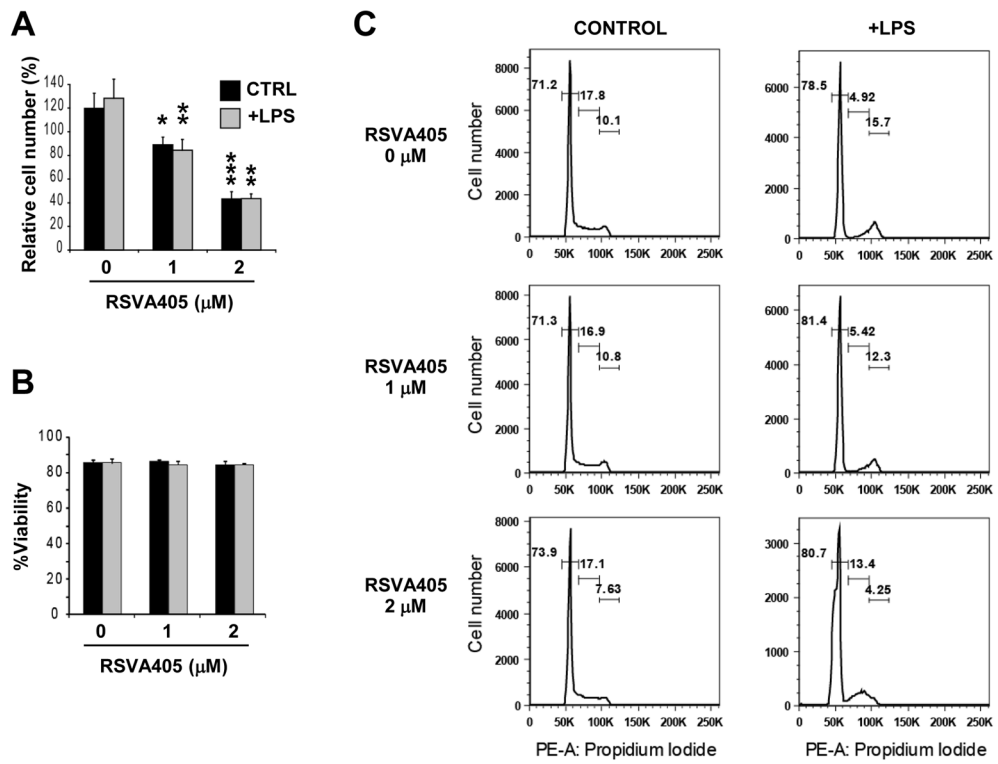 A
Relative cell number (%)
140
120
100
80
60
40
20
0
CTRL
+LPS
*
**
***
**
0 1 2
RSVA405 (µM)
B
%Viability
100
80
60
40
20
0
0 1 2
RSVA405 (µM)
C
CONTROL +LPS
RSVA405
0 µM
Cell number
8000
6000
4000
2000
0
71.2
17.8
10.1
0 50K 100K 150K 200K 250K
8000
6000
4000
2000
0
78.5
4.92
15.7
0 50K 100K 150K 200K 250K
RSVA405
1 µM
Cell number
8000
6000
4000
2000
0
71.3
16.9
10.8
0 50K 100K 150K 200K 250K
6000
4000
2000
0
81.4
5.42
12.3
0 50K 100K 150K 200K 250K
RSVA405
2 µM
Cell number
8000
6000
4000
2000
0
73.9
17.1
7.63
0 50K 100K 150K 200K 250K
PE-A: Propidium Iodide
3000
2000
1000
0
80.7
13.4
4.25
0 50K 100K 150K 200K 250K
PE-A: Propidium Iodide